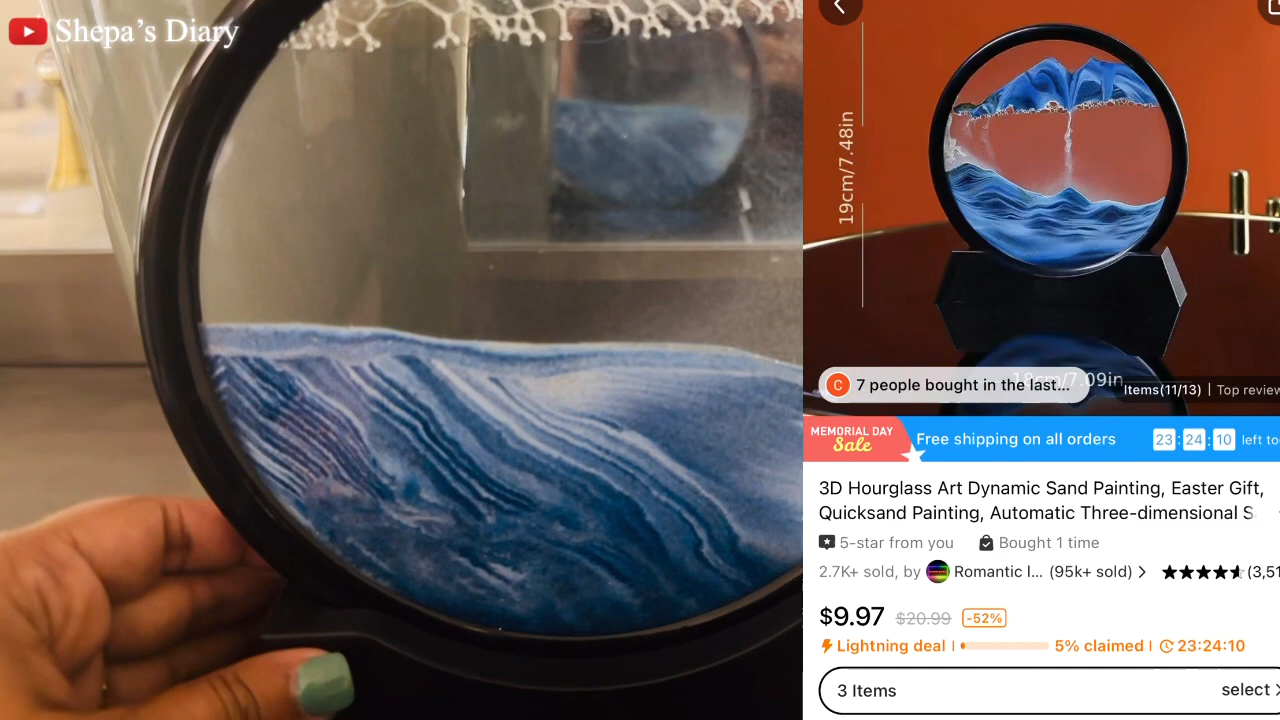 Shepa's Diary
19cm/7.48in
18cm/7.09in
C 7 people bought in the last...
Items(11/13) | Top review
MEMORIAL DAY
Sale
Free shipping on all orders
23:24:10 left to
3D Hourglass Art Dynamic Sand Painting, Easter Gift,
Quicksand Painting, Automatic Three-dimensional S
5-star from you
Bought 1 time
2.7K+ sold, by Romantic I... (95k+ sold)
(3,51
$9.97 $20.99 -52%
Lightning deal | 5% claimed | 23:24:10
3 Items
select